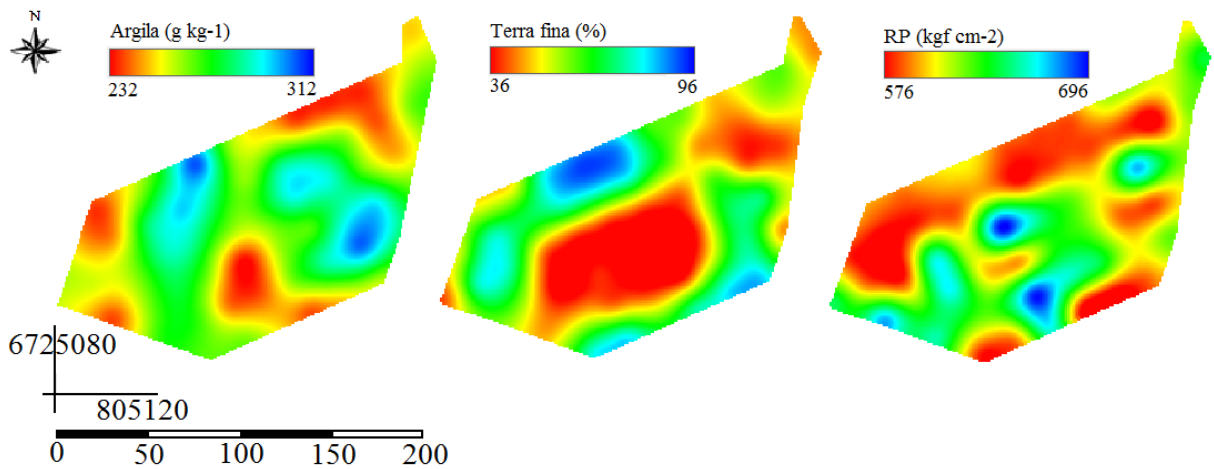 N
Argila (g kg-1)
232 312
Terra fina (%)
36 96
RP (kgf cm-2)
576 696
6725080
805120
0 50 100 150 200